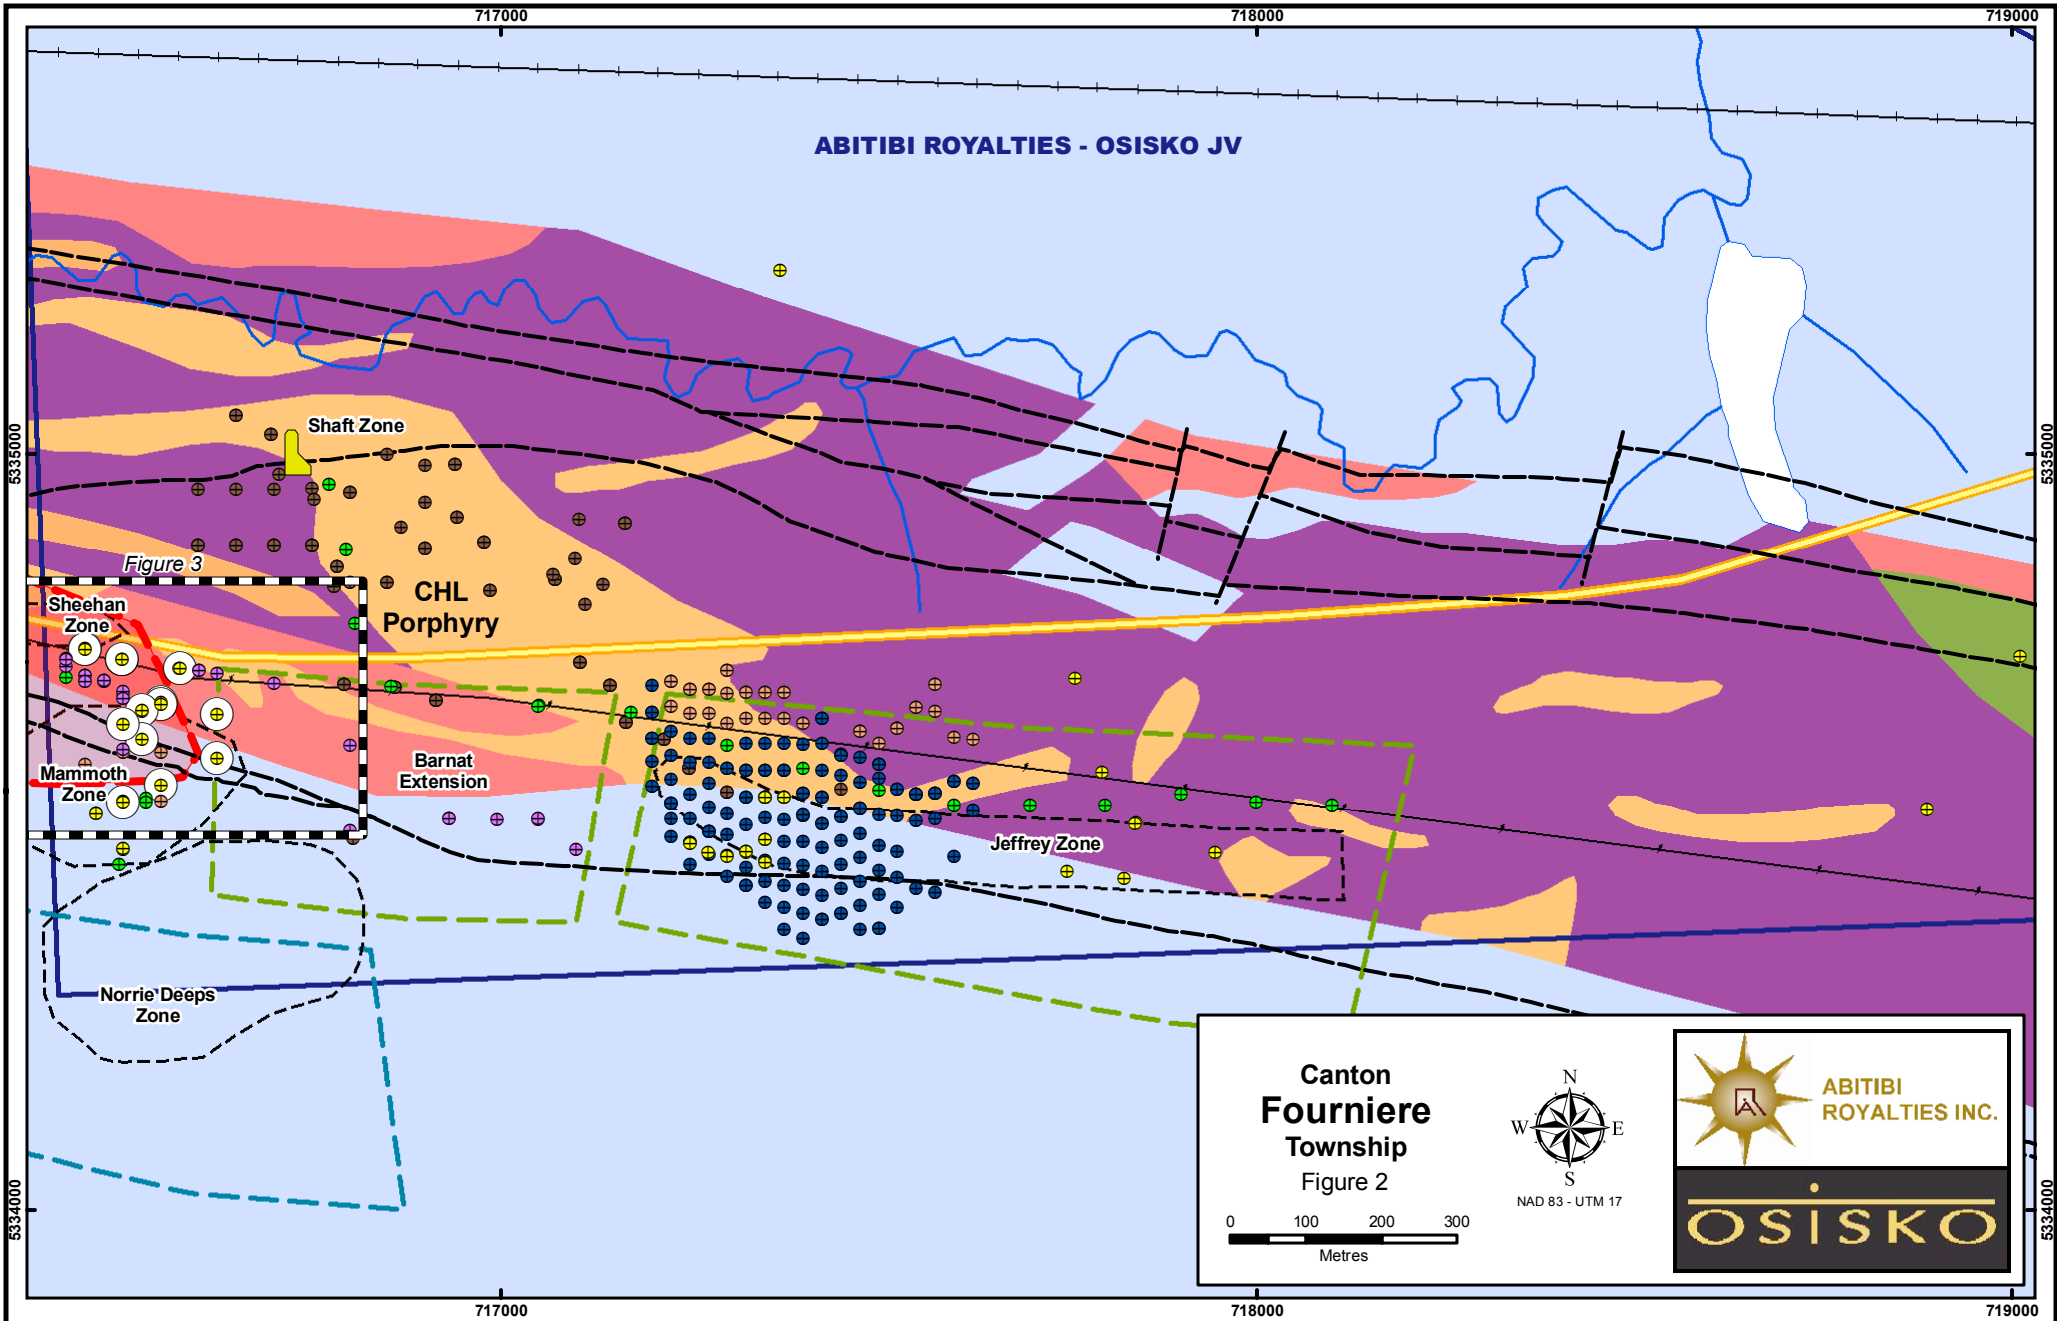 717000
718000
719000
ABITIBI ROYALTIES - OSISKO JV
Shaft Zone
5335000
5335000
Figure 3
CHL
Porphyry
Sheehan
Zone
Barnat
Extension
Mammoth
Zone
Jeffrey Zone
Norrie Deeps
Zone
Canton
Fourniere
Township
Figure 2
0 100 200 300
Metres
N
W E
S
NAD 83 - UTM 17
ABITIBI
ROYALTIES INC.
OSISKO
5334000
5334000
717000
718000
719000